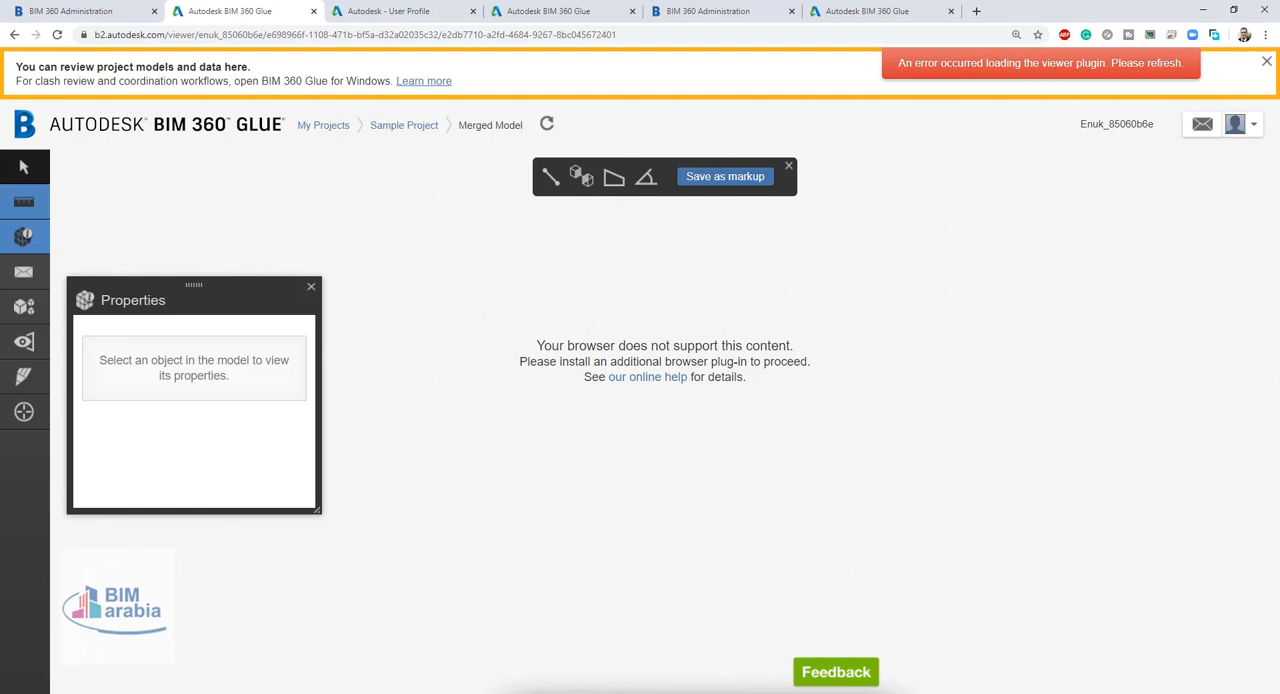 BIM 360 Administration
Autodesk BIM 360 Glue
Autodesk - User Profile
Autodesk BIM 360 Glue
BIM 360 Administration
Autodesk BIM 360 Glue
b2.autodesk.com/viewer/enuk_85060b6e/e698966f-1108-471b-bf5a-d32a02035c32/e2db7710-a2fd-4684-9267-8bc045672401
ABP
You can review project models and data here.
For clash review and coordination workflows, open BIM 360 Glue for Windows. Learn more
An error occurred loading the viewer plugin. Please refresh.
AUTODESK® BIM 360™ GLUE®
My Projects
Sample Project
Merged Model
Enuk_85060b6e
Save as markup
Properties
Select an object in the model to view
its properties.
Your browser does not support this content.
Please install an additional browser plug-in to proceed.
See our online help for details.
BIM
arabia
Feedback